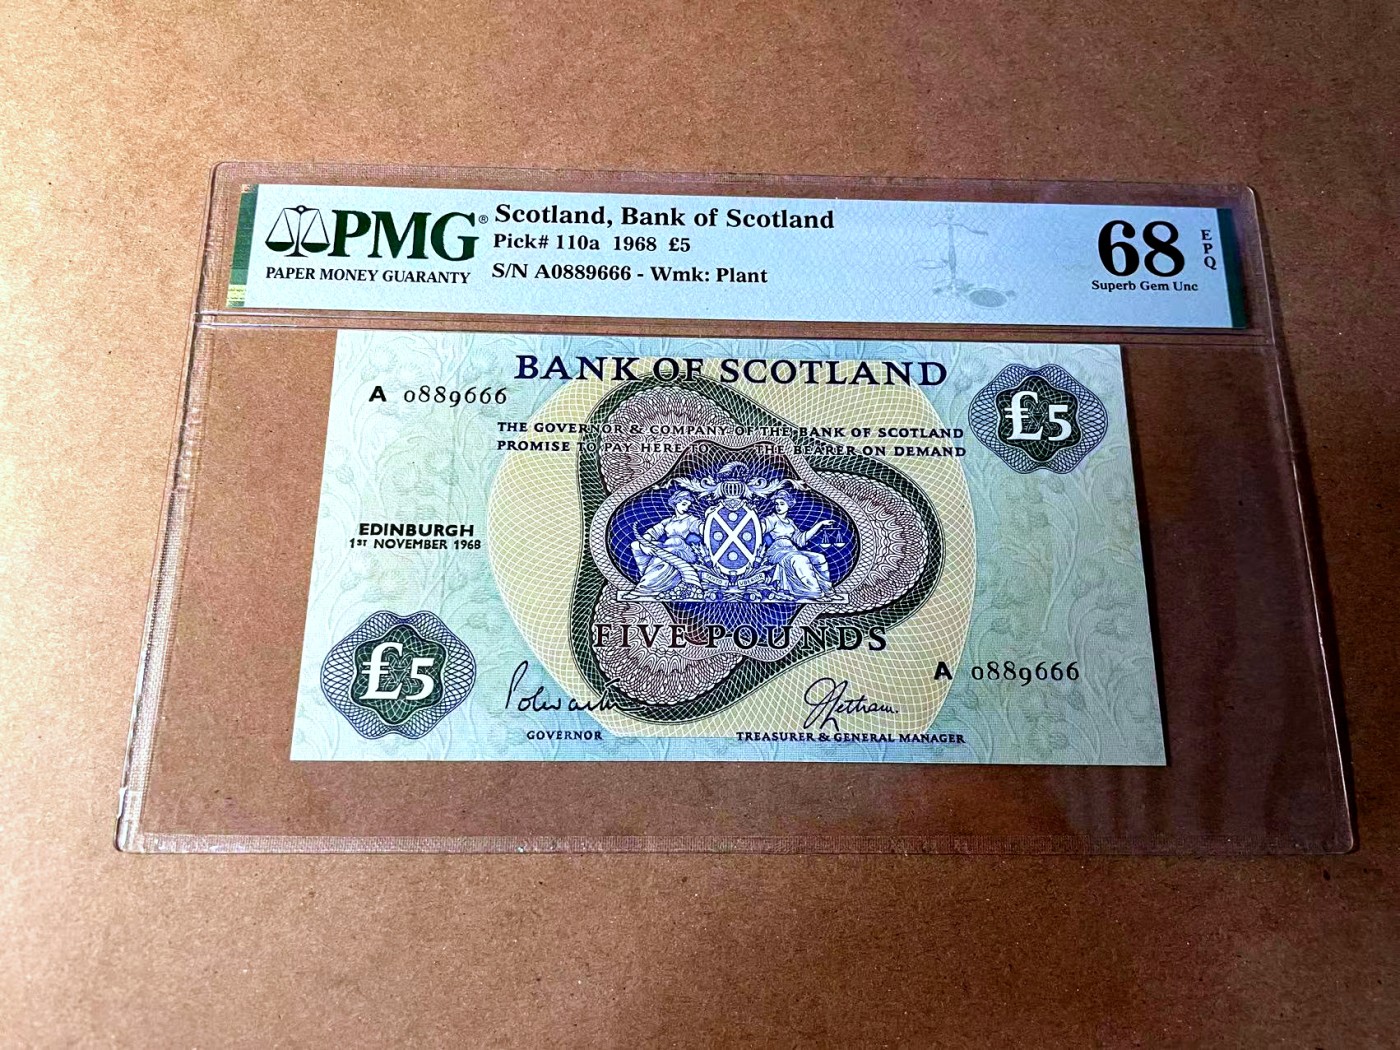 PMG®
PAPER MONEY GUARANTY
Scotland, Bank of Scotland
Pick# 110a 1968 £5
S/N A0889666 - Wmk: Plant
68
EPQ
Superb Gem Unc
BANK OF SCOTLAND
A 0889666
£5
THE GOVERNOR & COMPANY OF THE BANK OF SCOTLAND
PROMISE TO PAY HERE TO THE BEARER ON DEMAND
EDINBURGH
1ST NOVEMBER 1968
FIVE POUNDS
£5
A 0889666
Polwarth
GOVERNOR
JLetham.
TREASURER & GENERAL MANAGER